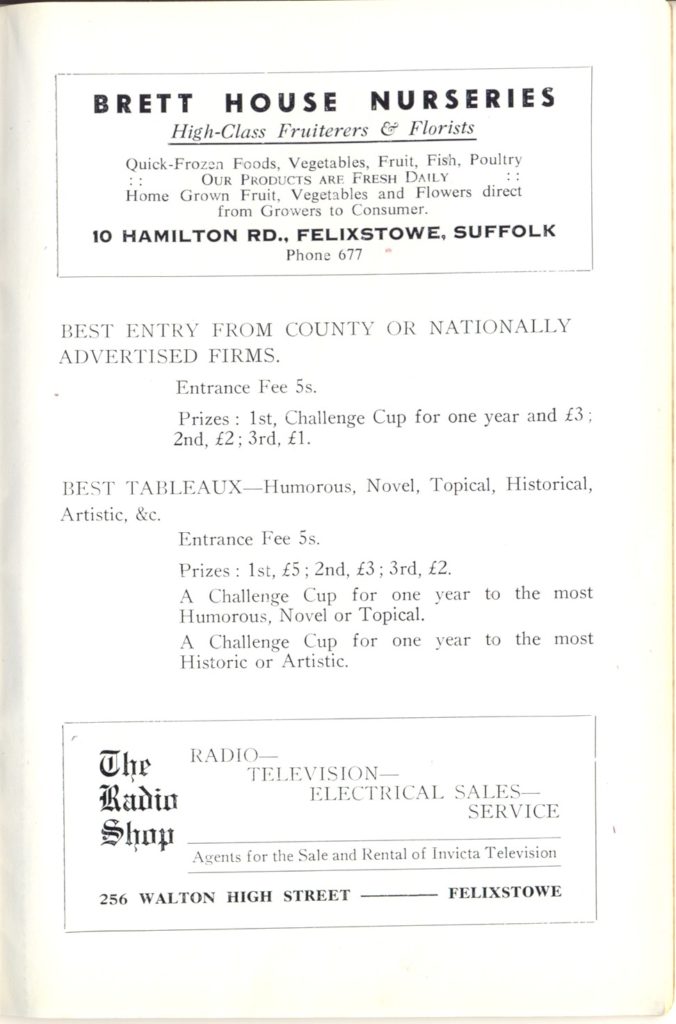 BRETT HOUSE NURSERIES
High-Class Fruiterers & Florists
Quick-Frozen Foods, Vegetables, Fruit, Fish, Poultry
: : OUR PRODUCTS ARE FRESH DAILY : :
Home Grown Fruit, Vegetables and Flowers direct
from Growers to Consumer.
10 HAMILTON RD., FELIXSTOWE, SUFFOLK
Phone 677
BEST ENTRY FROM COUNTY OR NATIONALLY
ADVERTISED FIRMS.
Entrance Fee 5s.
Prizes : 1st, Challenge Cup for one year and £3 ;
2nd, £2 ; 3rd, £1.
BEST TABLEAUX—Humorous, Novel, Topical, Historical,
Artistic, &c.
Entrance Fee 5s.
Prizes : 1st, £5 ; 2nd, £3 ; 3rd, £2.
A Challenge Cup for one year to the most
Humorous, Novel or Topical.
A Challenge Cup for one year to the most
Historic or Artistic.
The
Radio
Shop
RADIO—
TELEVISION—
ELECTRICAL SALES—
SERVICE
Agents for the Sale and Rental of Invicta Television
256 WALTON HIGH STREET ——— FELIXSTOWE